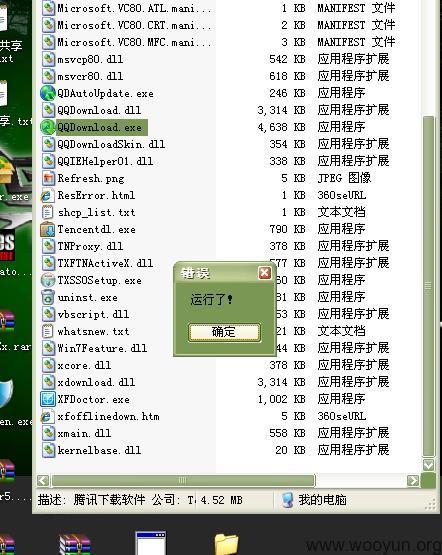 共享
txt
享.txt
r.exe
ato...
x.rar
en.exe
r5....
Microsoft.VC80.ATL.mani... 1 KB MANIFEST 文件
Microsoft.VC80.CRT.mani... 2 KB MANIFEST 文件
Microsoft.VC80.MFC.mani... 3 KB MANIFEST 文件
msvcp80.dll 542 KB 应用程序扩展
msvcr80.dll 618 KB 应用程序扩展
QDAutoUpdate.exe 246 KB 应用程序
QQDownload.dll 3,314 KB 应用程序扩展
QQDownload.exe 4,638 KB 应用程序
QQDownloadSkin.dll 354 KB 应用程序扩展
QQIEHelper01.dll 338 KB 应用程序扩展
Refresh.png 5 KB JPEG 图像
ResError.html 1 KB 360seURL
shcp_list.txt 1 KB 文本文档
Tencentdl.exe 790 KB 应用程序
TNProxy.dll 378 KB 应用程序扩展
TXFTNActiveX.dll 577 KB 应用程序扩展
TXSSOSetup.exe 60 KB 应用程序
uninst.exe 81 KB 应用程序
vbscript.dll 53 KB 应用程序扩展
whatsnew.txt 21 KB 文本文档
Win7Feature.dll 44 KB 应用程序扩展
xcore.dll 378 KB 应用程序扩展
xdownload.dll 3,314 KB 应用程序扩展
XFDoctor.exe 1,002 KB 应用程序
xfofflinedown.htm 5 KB 360seURL
xmain.dll 558 KB 应用程序扩展
kernelbase.dll 20 KB 应用程序扩展
错误
运行了!
确定
描述: 腾讯下载软件 公司: T 4.52 MB 我的电脑
www.wooyun.org